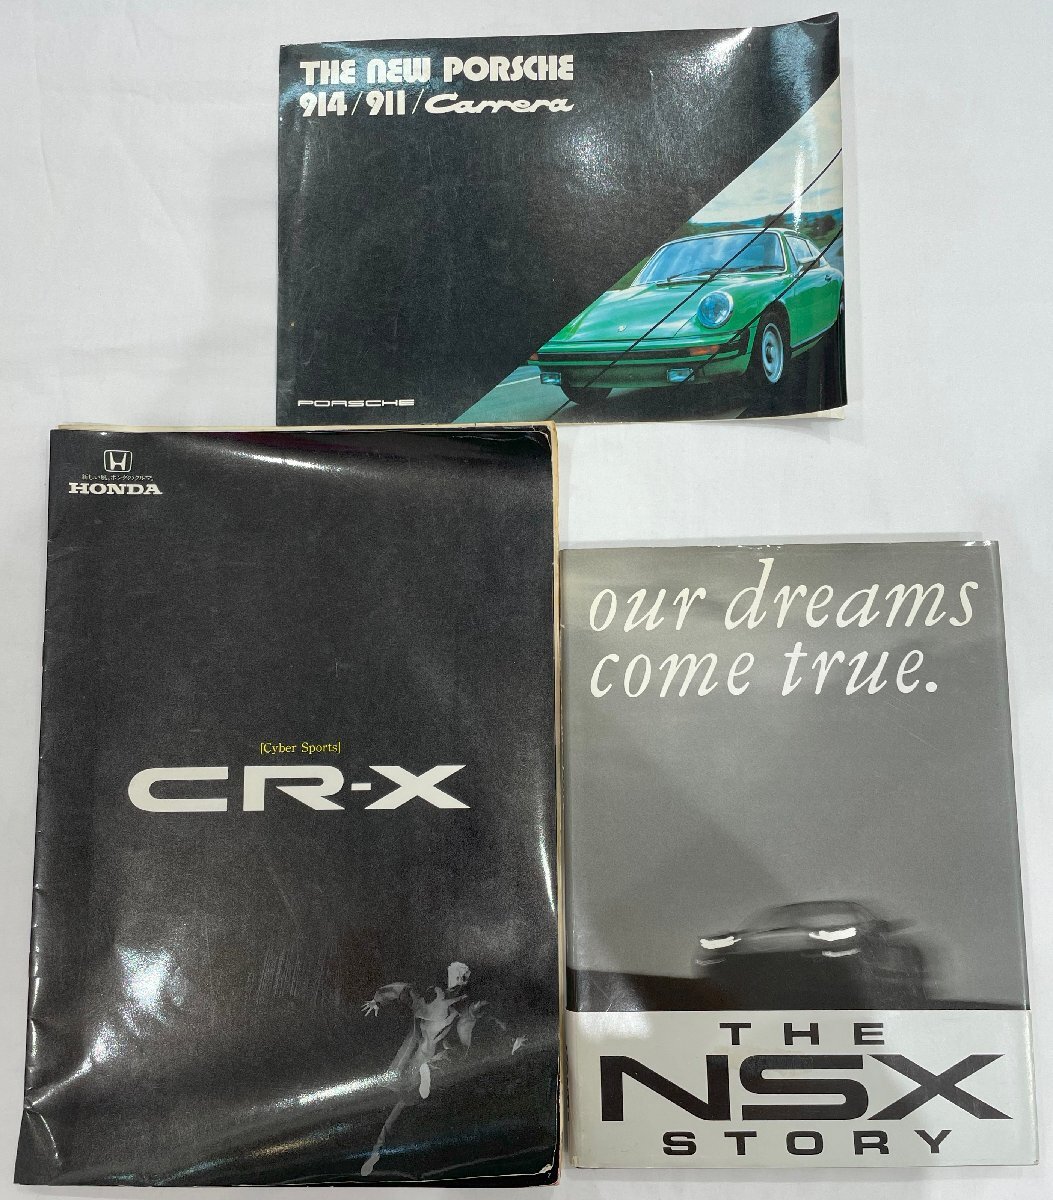 THE NEW PORSCHE
914/911/Carrera
PORSCHE
HONDA
[Cyber Sports]
CR-X
our dreams
come true.
THE
NSX
STORY